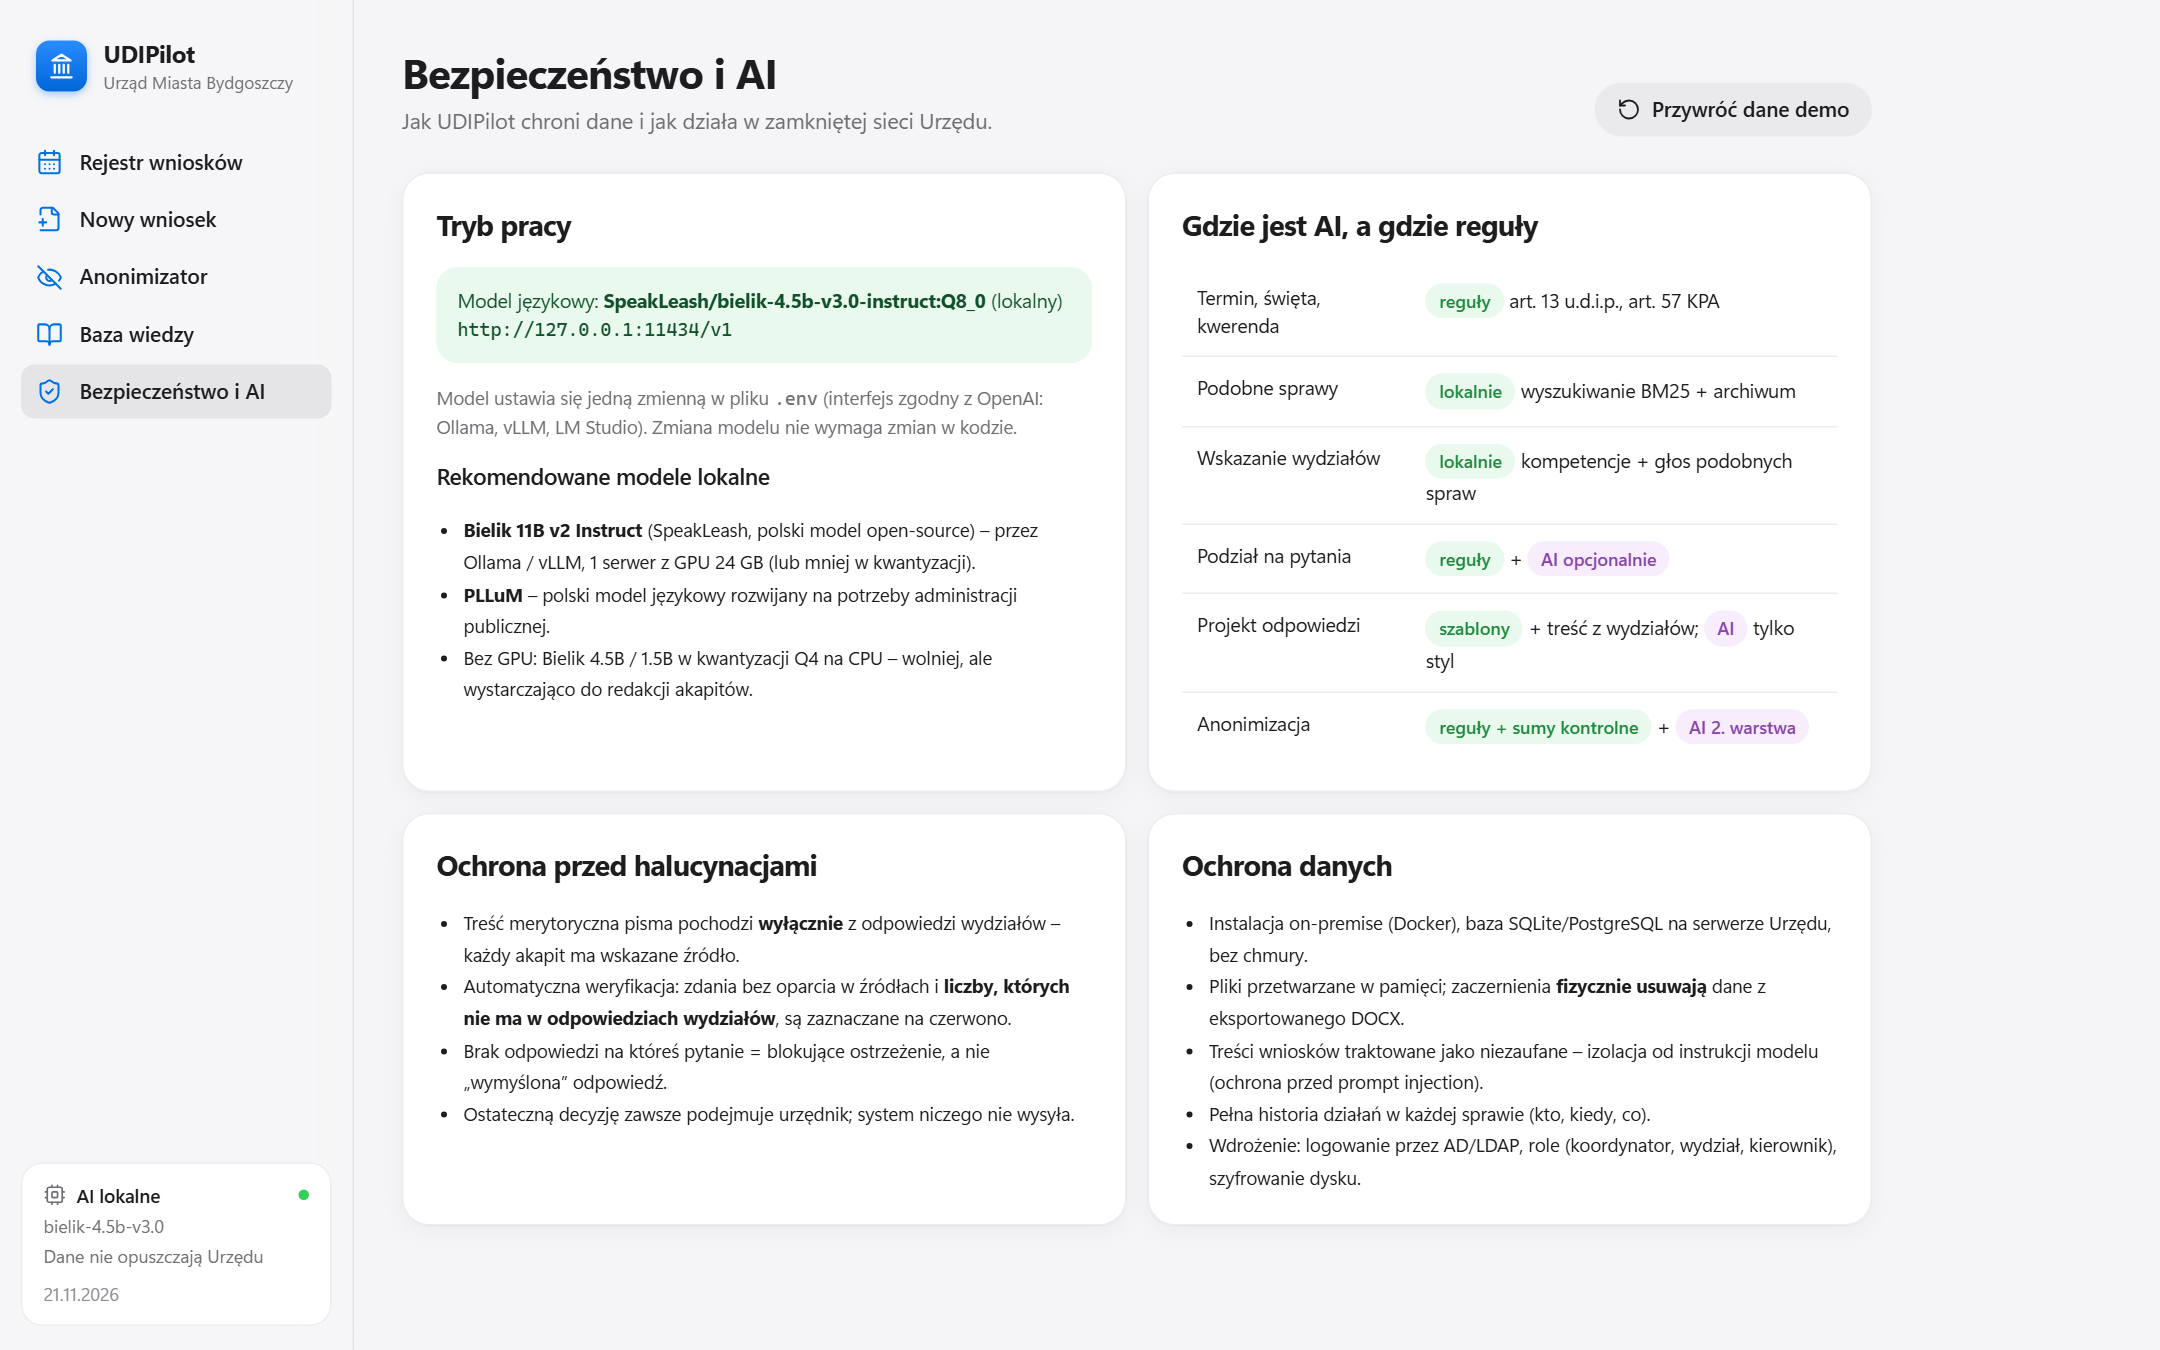 UDIPilot
Urząd Miasta Bydgoszczy
Rejestr wniosków
Nowy wniosek
Anonimizator
Baza wiedzy
Bezpieczeństwo i AI
AI lokalne
bielik-4.5b-v3.0
Dane nie opuszczają Urzędu
21.11.2026
Bezpieczeństwo i AI
Jak UDIPilot chroni dane i jak działa w zamkniętej sieci Urzędu.
Przywróć dane demo
Tryb pracy
Model językowy: SpeakLeash/bielik-4.5b-v3.0-instruct:Q8_0 (lokalny)
http://127.0.0.1:11434/v1
Model ustawia się jedną zmienną w pliku .env (interfejs zgodny z OpenAI:
Ollama, vLLM, LM Studio). Zmiana modelu nie wymaga zmian w kodzie.
Rekomendowane modele lokalne
• Bielik 11B v2 Instruct (SpeakLeash, polski model open-source) – przez
Ollama / vLLM, 1 serwer z GPU 24 GB (lub mniej w kwantyzacji).
• PLLuM – polski model językowy rozwijany na potrzeby administracji
publicznej.
• Bez GPU: Bielik 4.5B / 1.5B w kwantyzacji Q4 na CPU – wolniej, ale
wystarczająco do redakcji akapitów.
Gdzie jest AI, a gdzie reguły
Termin, święta,
kwerenda
reguły art. 13 u.d.i.p., art. 57 KPA
Podobne sprawy
lokalnie wyszukiwanie BM25 + archiwum
Wskazanie wydziałów
lokalnie kompetencje + głos podobnych
spraw
Podział na pytania
reguły + AI opcjonalnie
Projekt odpowiedzi
szablony + treść z wydziałów; AI tylko
styl
Anonimizacja
reguły + sumy kontrolne + AI 2. warstwa
Ochrona przed halucynacjami
• Treść merytoryczna pisma pochodzi wyłącznie z odpowiedzi wydziałów –
każdy akapit ma wskazane źródło.
• Automatyczna weryfikacja: zdania bez oparcia w źródłach i liczby, których
nie ma w odpowiedziach wydziałów, są zaznaczane na czerwono.
• Brak odpowiedzi na któreś pytanie = blokujące ostrzeżenie, a nie
„wymyślona” odpowiedź.
• Ostateczną decyzję zawsze podejmuje urzędnik; system niczego nie wysyła.
Ochrona danych
• Instalacja on-premise (Docker), baza SQLite/PostgreSQL na serwerze Urzędu,
bez chmury.
• Pliki przetwarzane w pamięci; zaczernienia fizycznie usuwają dane z
eksportowanego DOCX.
• Treści wniosków traktowane jako niezaufane – izolacja od instrukcji modelu
(ochrona przed prompt injection).
• Pełna historia działań w każdej sprawie (kto, kiedy, co).
• Wdrożenie: logowanie przez AD/LDAP, role (koordynator, wydział, kierownik),
szyfrowanie dysku.